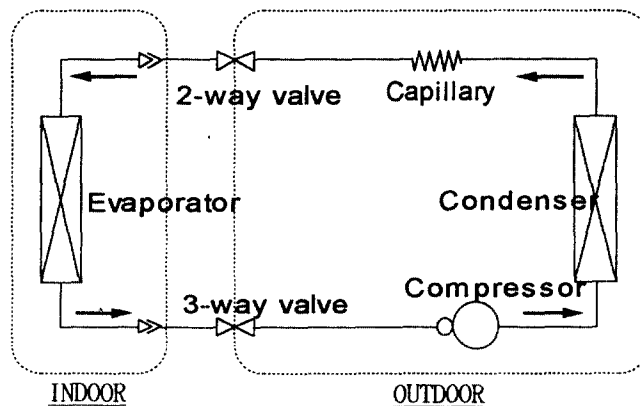 2-way valve
Capillary
Evaporator
Condenser
Compressor
3-way valve
INDOOR
OUTDOOR